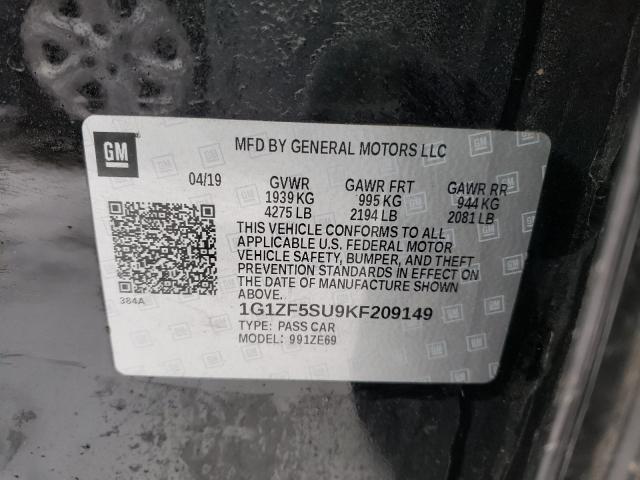 GM
MFD BY GENERAL MOTORS LLC
04/19 GVWR GAWR FRT GAWR RR
1939 KG 995 KG 944 KG
4275 LB 2194 LB 2081 LB
THIS VEHICLE CONFORMS TO ALL
APPLICABLE U.S. FEDERAL MOTOR
VEHICLE SAFETY, BUMPER, AND THEFT
PREVENTION STANDARDS IN EFFECT ON
THE DATE OF MANUFACTURE SHOWN
ABOVE.
384A
1G1ZF5SU9KF209149
TYPE: PASS CAR
MODEL: 991ZE69